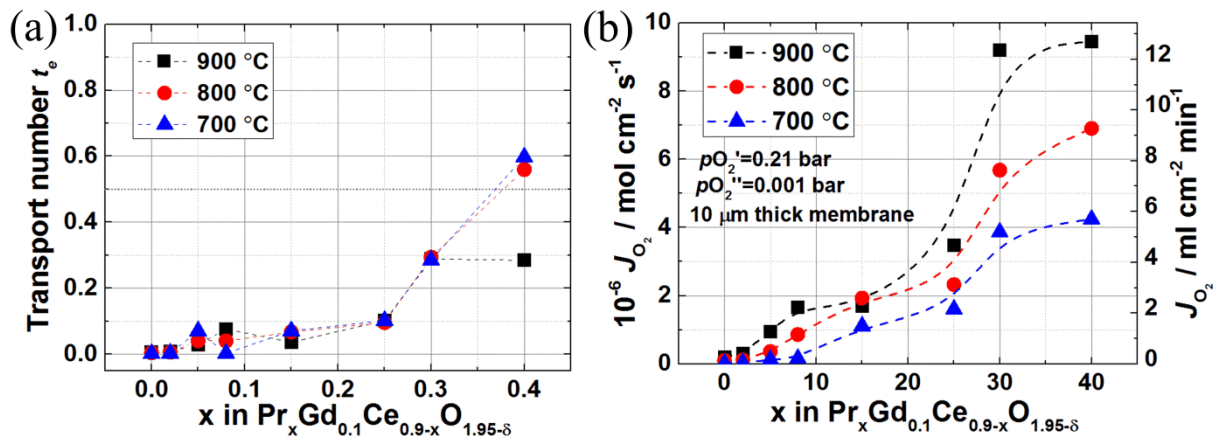 (a)
Transport number tₑ
1.0
0.8
0.6
0.4
0.2
0.0
900 °C
800 °C
700 °C
0.0 0.1 0.2 0.3 0.4
x in PrₓGd₀.₁Ce₀.₉₋ₓO₁.₉₅₋δ
(b)
10⁻⁶ J_O₂ / mol cm⁻² s⁻¹
10
8
6
4
2
0
900 °C
800 °C
700 °C
pO₂'=0.21 bar
pO₂''=0.001 bar
10 μm thick membrane
12
10
8
6
4
2
0
J_O₂ / ml cm⁻² min⁻¹
0 10 20 30 40
x in PrₓGd₀.₁Ce₀.₉₋ₓO₁.₉₅₋δ